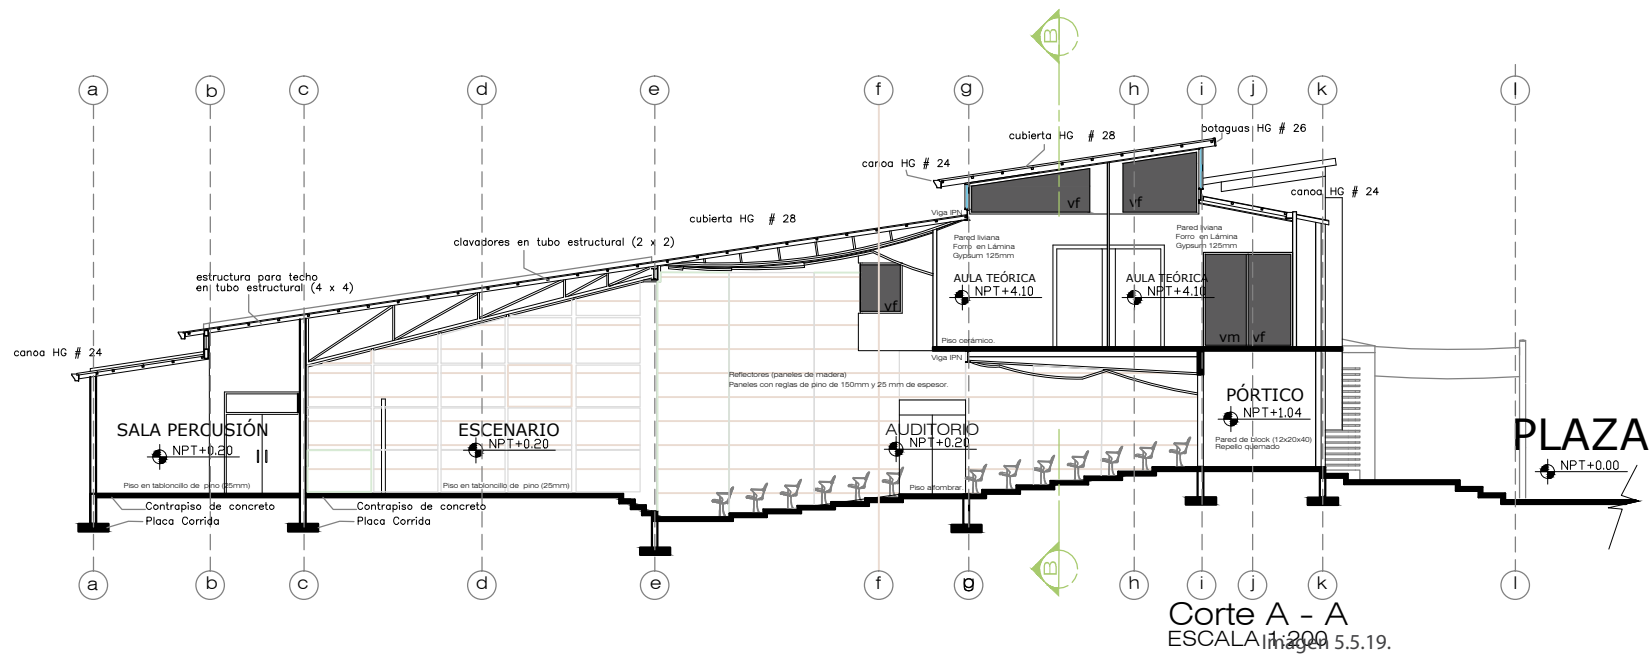 B
a b c d e f g h i j k l
cubierta HG # 28
botaguas HG # 26
canoa HG # 24
canoa HG # 24
vf
vf
Viga IPN
cubierta HG # 28
clavadores en tubo estructural (2 x 2)
Pared liviana
Forro en Lámina
Gypsum 125mm
Pared liviana
Forro en Lámina
Gypsum 125mm
estructura para techo
en tubo estructural (4 x 4)
AULA TEÓRICA
NPT+4.10
AULA TEÓRICA
NPT+4.10
vf
vm
vf
Piso cerámico.
Viga IPN
canoa HG # 24
Reflectores (paneles de madera)
Paneles con reglas de pino de 150mm y 25 mm de espesor.
PÓRTICO
NPT+1.04
Pared de block (12x20x40)
Repello quemado
SALA PERCUSIÓN
NPT+0.20
ESCENARIO
NPT+0.20
AUDITORIO
NPT+0.20
PLAZA
NPT+0.00
Piso en tabloncillo de pino (25mm)
Piso en tabloncillo de pino (25mm)
Piso alfombrar.
Contrapiso de concreto
Placa Corrida
Contrapiso de concreto
Placa Corrida
B
a b c d e f g h i j k l
Corte A - A
ESCALA 1:200
Imagen 5.5.19.